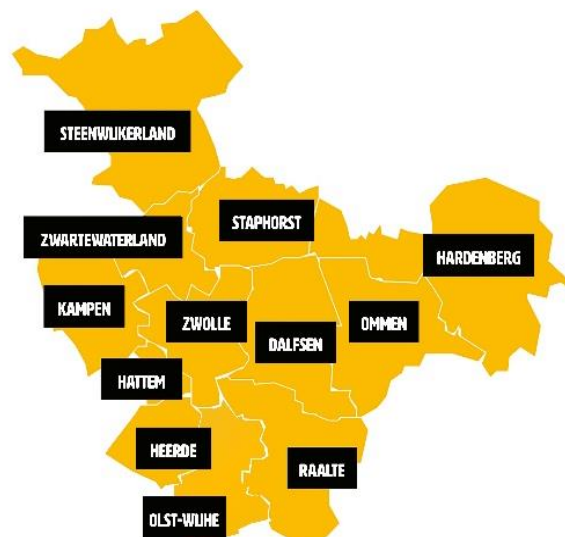 STEENWIJKERLAND
STAPHORST
ZWARTEWATERLAND
HARDENBERG
KAMPEN
ZWOLLE
OMMEN
DALFSEN
HATTEM
HEERDE
RAALTE
OLST-WIJHE